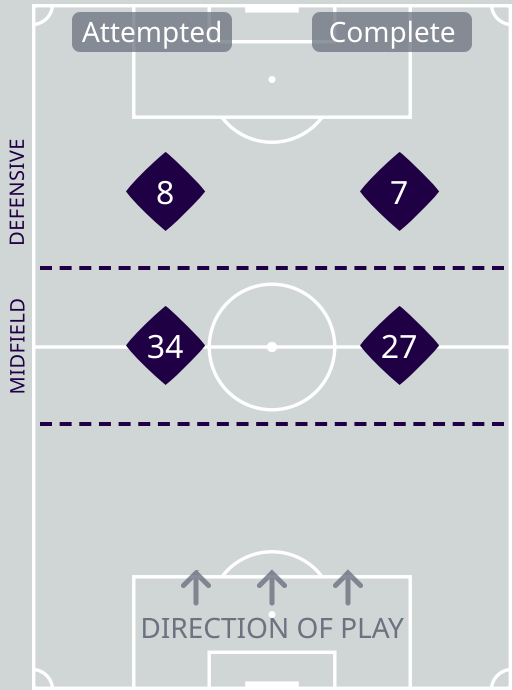 Attempted Complete
DEFENSIVE
8 7
MIDFIELD
34 27
DIRECTION OF PLAY